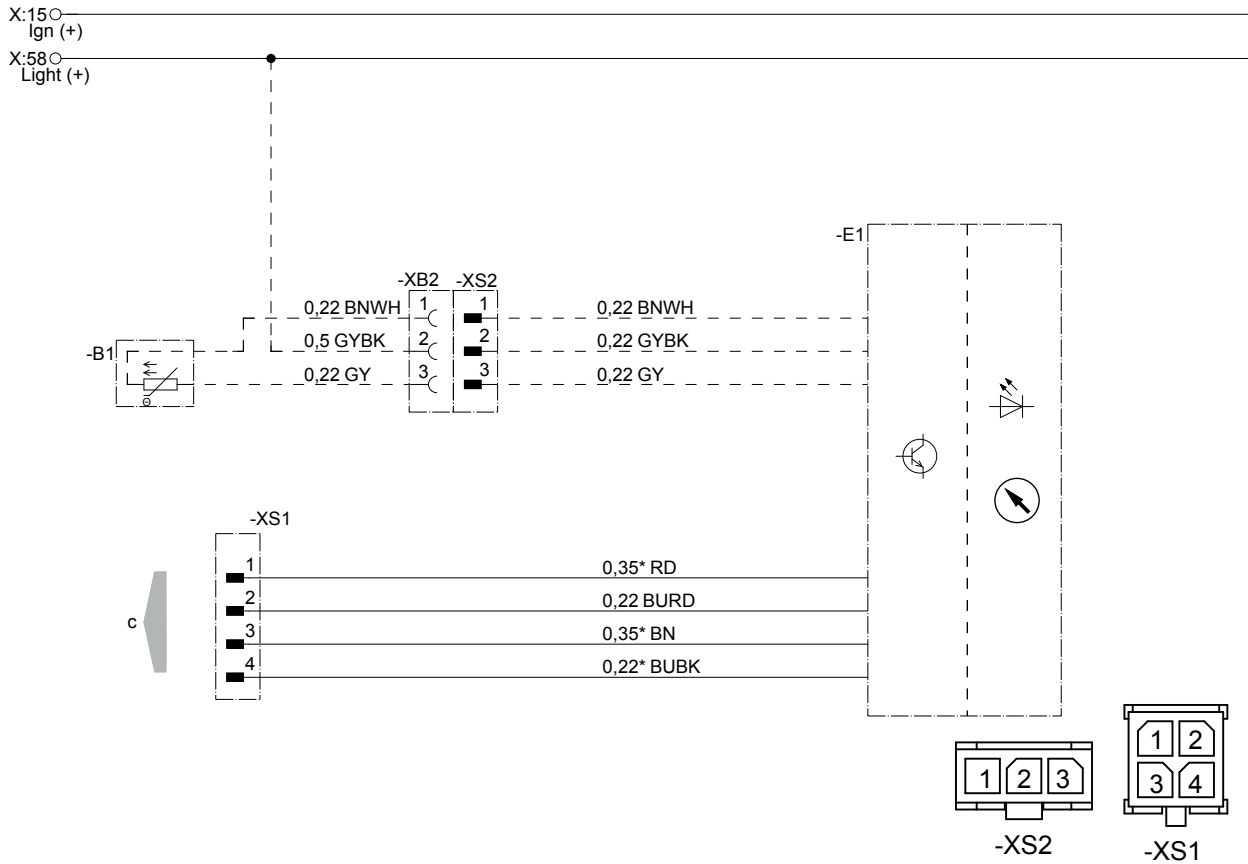 X:15
Ign (+)
X:58
Light (+)
-E1
-XB2 -XS2
0,22 BNWH 1 1 0,22 BNWH
0,5 GYBK 2 2 0,22 GYBK
-B1
0,22 GY 3 3 0,22 GY
-XS1
1 0,35* RD
2 0,22 BURD
c
3 0,35* BN
4 0,22* BUBK
1 2
3 4
1 2 3
-XS2
-XS1